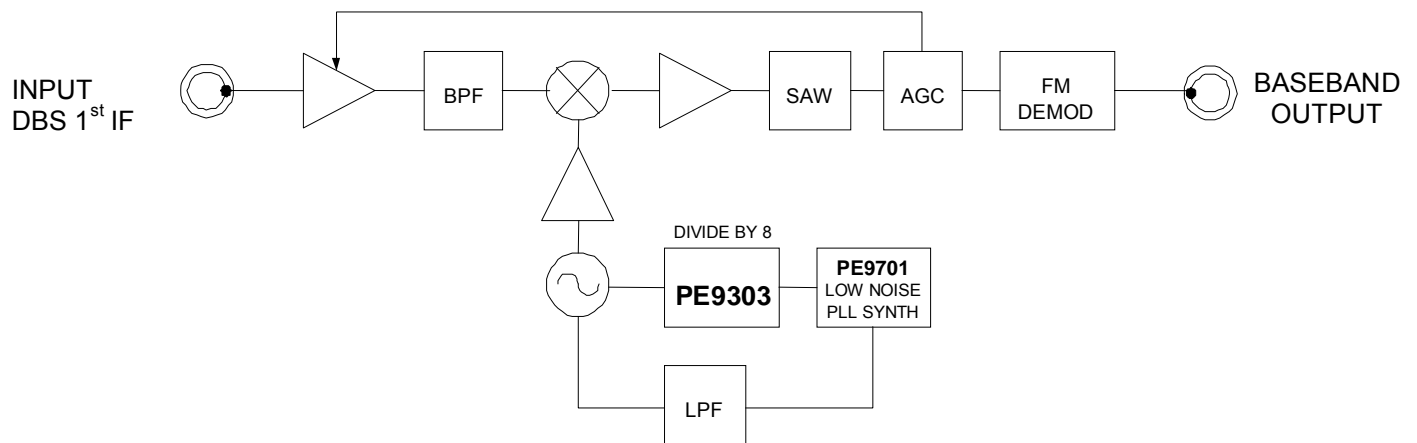 INPUT
DBS 1st IF
BPF
SAW
AGC
FM
DEMOD
BASEBAND
OUTPUT
DIVIDE BY 8
PE9303
PE9701
LOW NOISE
PLL SYNTH
LPF